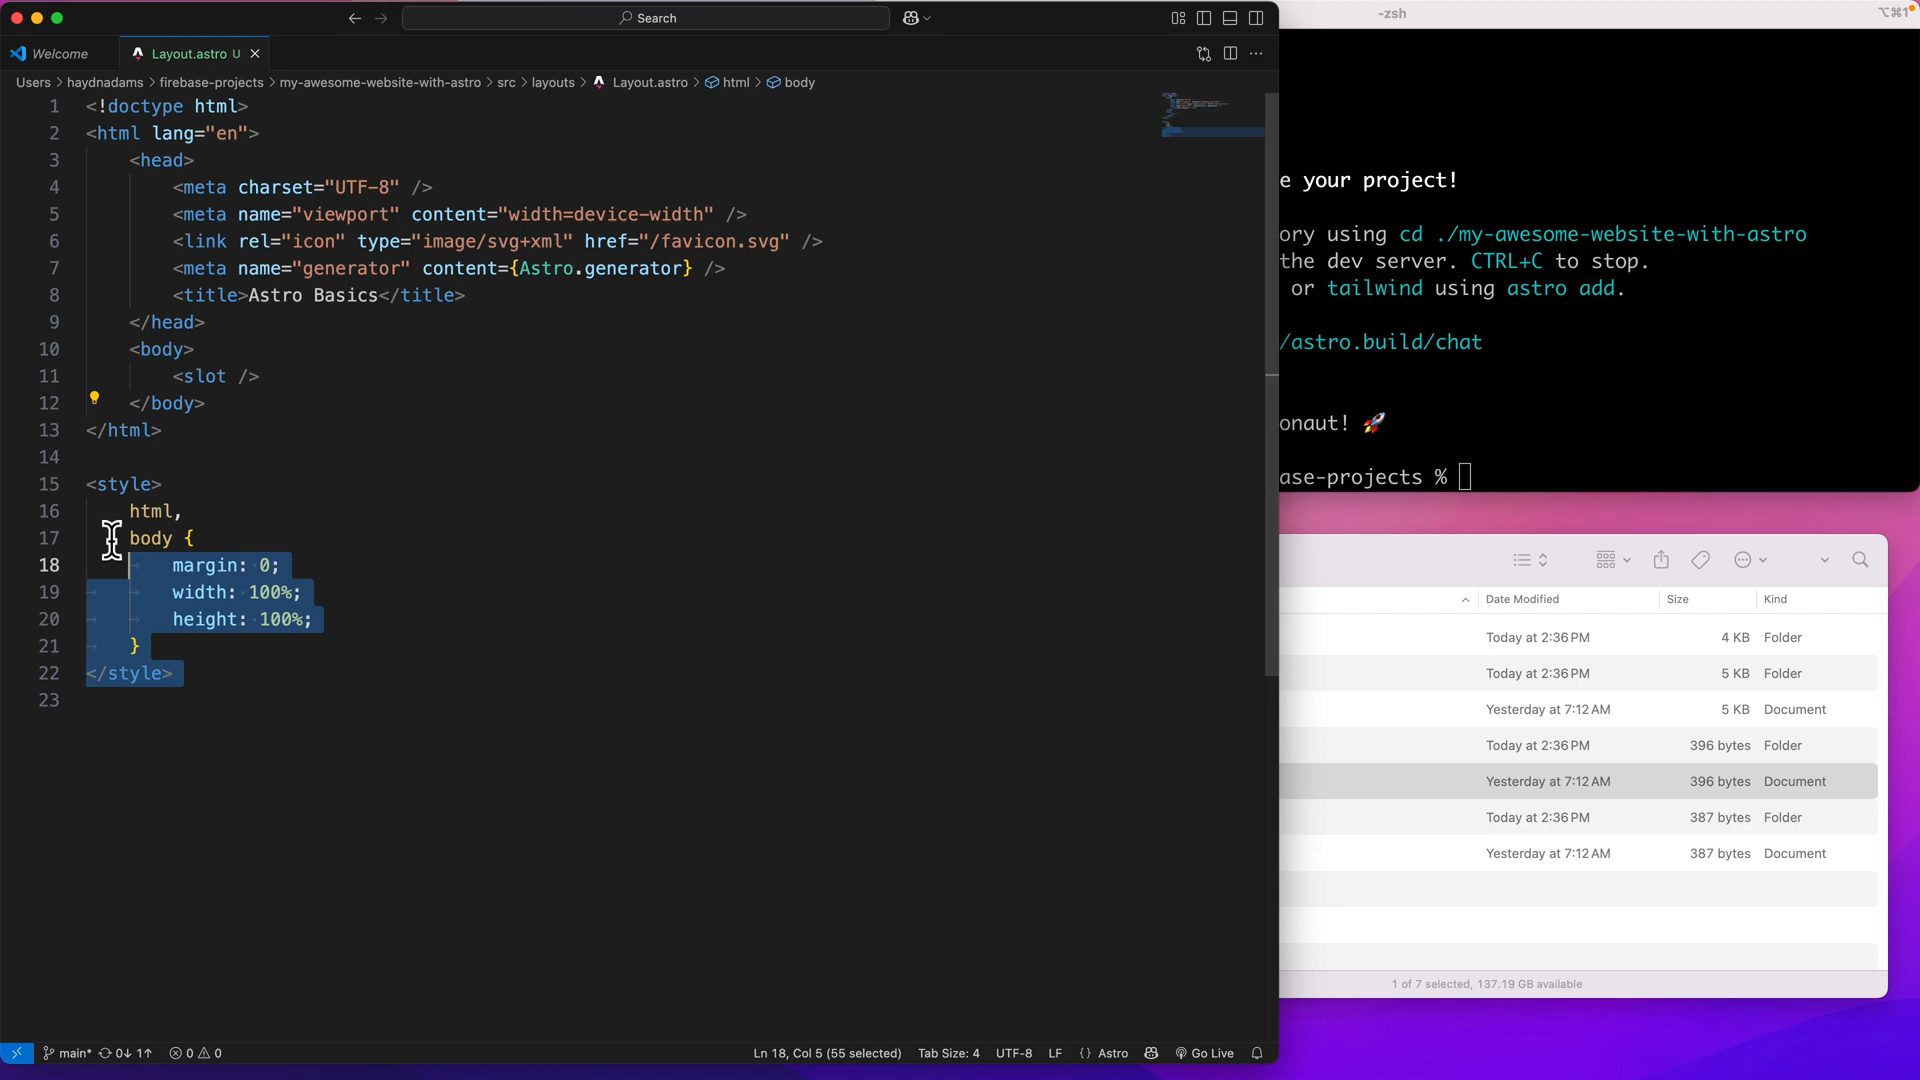 Search
-zsh
⌥⌘1
Welcome
Layout.astro U
Users > haydnadams > firebase-projects > my-awesome-website-with-astro > src > layouts > Layout.astro > html > body
1 <!doctype html>
2 <html lang="en">
3 <head>
4 <meta charset="UTF-8" />
5 <meta name="viewport" content="width=device-width" />
6 <link rel="icon" type="image/svg+xml" href="/favicon.svg" />
7 <meta name="generator" content={Astro.generator} />
8 <title>Astro Basics</title>
9 </head>
10 <body>
11 <slot />
12 </body>
13 </html>
14
15 <style>
16 html,
17 body {
18 margin: 0;
19 width: 100%;
20 height: 100%;
21 }
22 </style>
23
e your project!
ory using cd ./my-awesome-website-with-astro
the dev server. CTRL+C to stop.
or tailwind using astro add.
/astro.build/chat
onaut! 🚀
ase-projects %
Date Modified Size Kind
Today at 2:36 PM 4 KB Folder
Today at 2:36 PM 5 KB Folder
Yesterday at 7:12 AM 5 KB Document
Today at 2:36 PM 396 bytes Folder
Yesterday at 7:12 AM 396 bytes Document
Today at 2:36 PM 387 bytes Folder
Yesterday at 7:12 AM 387 bytes Document
1 of 7 selected, 137.19 GB available
main* 0↓ 1↑ 0 0 Ln 18, Col 5 (55 selected) Tab Size: 4 UTF-8 LF {} Astro Go Live